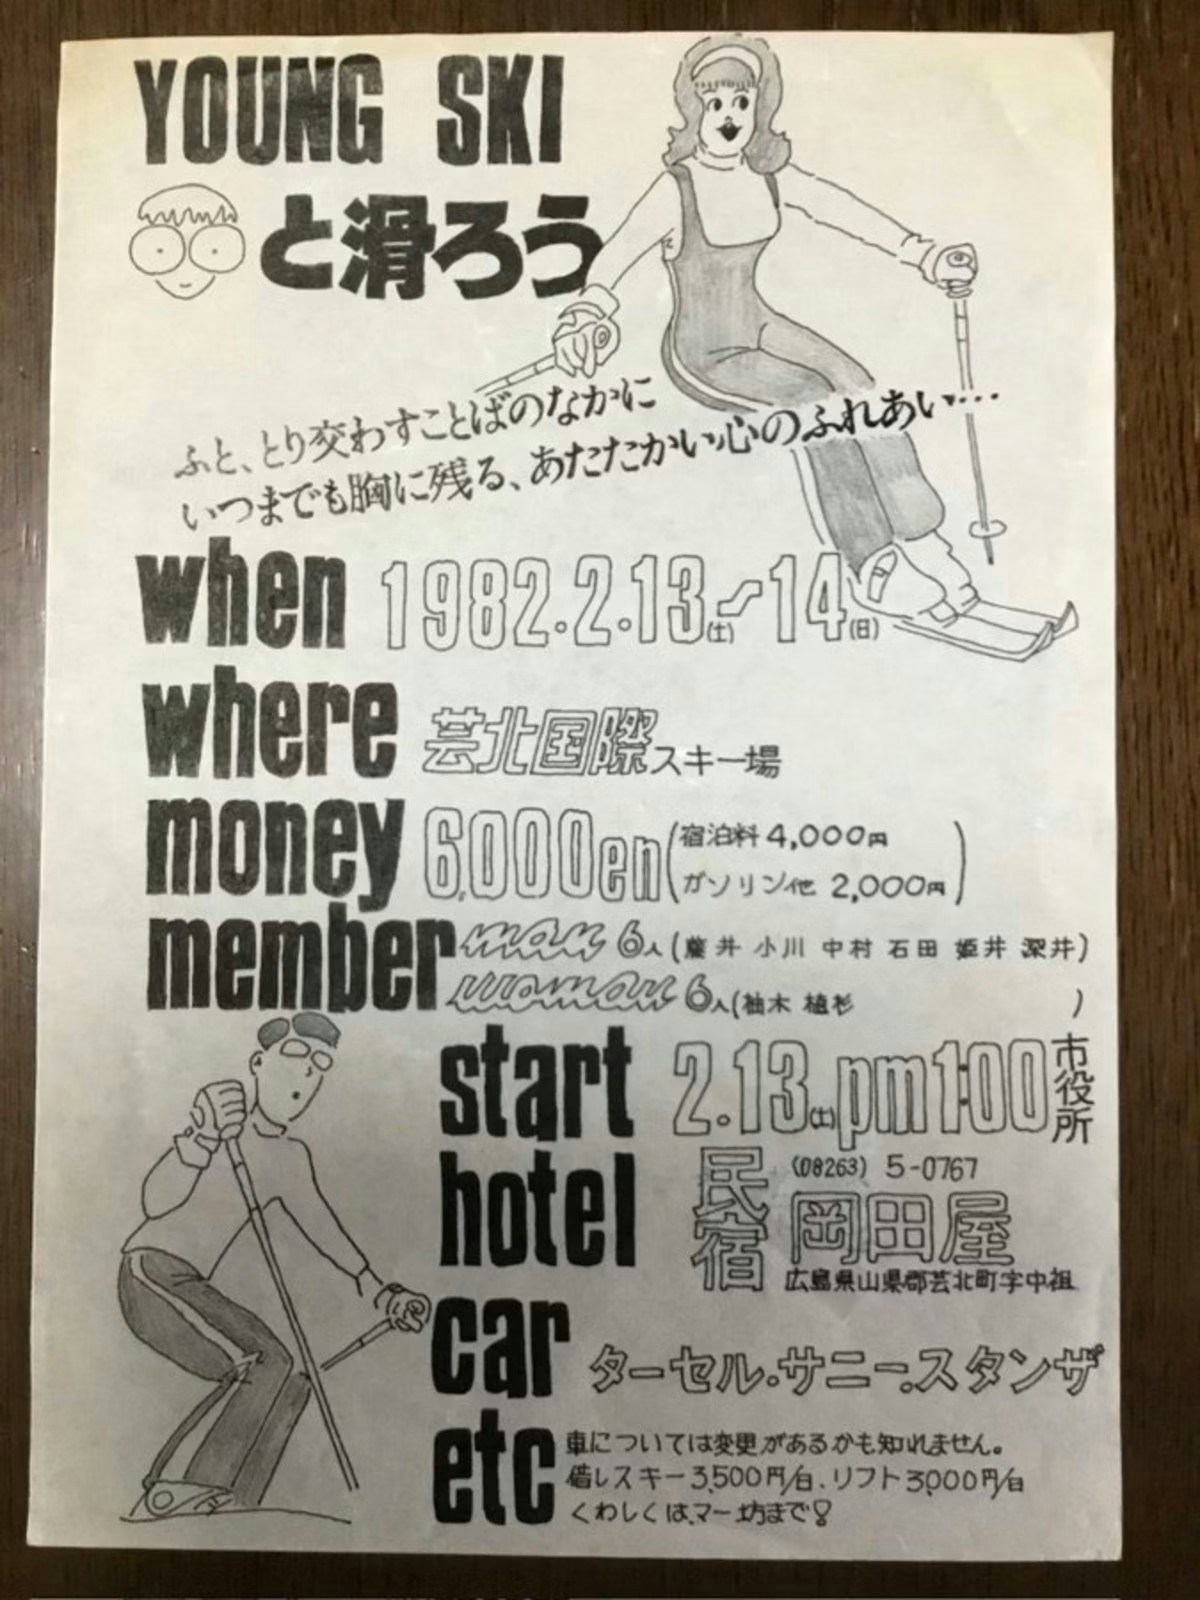 YOUNG SKI
と滑ろう
ふと、とり交わすことばのなかに
いつまでも胸に残る、あたたかい心のふれあい…
when 1982.2.13(土)~14(日)
where 芸北国際スキー場
money 6,000en(宿泊料 4,000円
ガソリン他 2,000円)
member man 6人(藤井 小川 中村 石田 姫井 深井)
woman 6人(柚木 植杉 )
start 2.13(土)pm1:00市役所
hotel 民宿 (08263) 5-0767
岡田屋
広島県山県郡芸北町字中祖
car ターセル・サニー・スタンザ
etc 車については変更があるかも知れません。
借しスキー3,500円/日、リフト3,000円/日
くわしくは、マー坊まで!